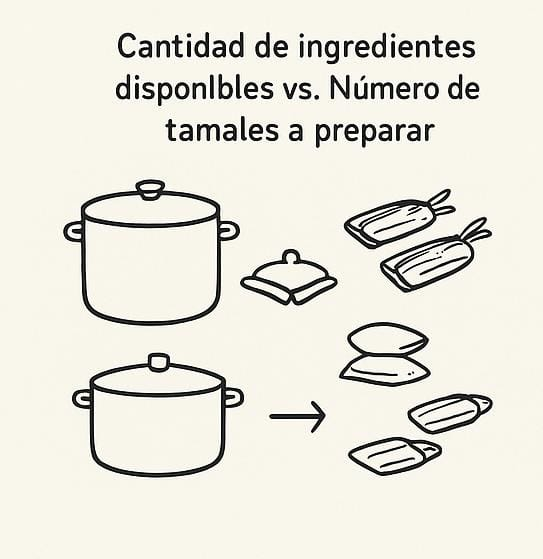 Cantidad de ingredientes
disponlbles vs. Número de
tamales a preparar